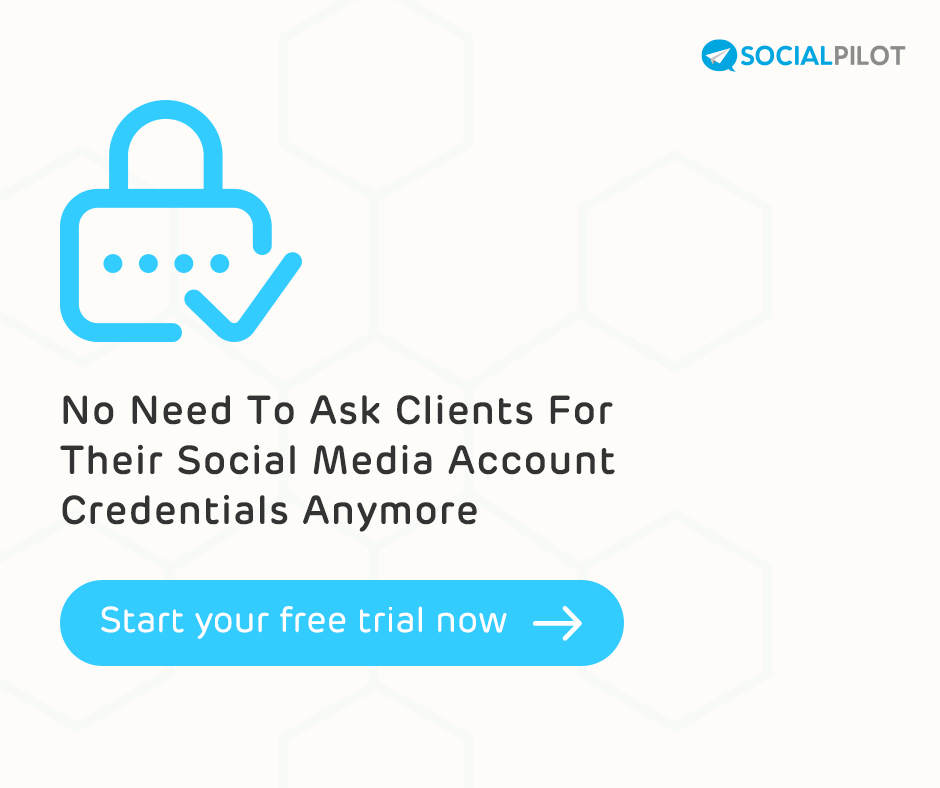 SOCIALPILOT
No Need To Ask Clients For
Their Social Media Account
Credentials Anymore
Start your free trial now